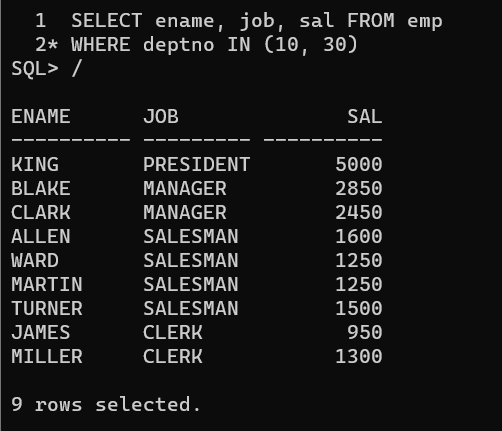 1  SELECT ename, job, sal FROM emp
  2* WHERE deptno IN (10, 30)
SQL> /
ENAME      JOB              SAL
---------- --------- ----------
KING       PRESIDENT       5000
BLAKE      MANAGER         2850
CLARK      MANAGER         2450
ALLEN      SALESMAN        1600
WARD       SALESMAN        1250
MARTIN     SALESMAN        1250
TURNER     SALESMAN        1500
JAMES      CLERK            950
MILLER     CLERK           1300
9 rows selected.